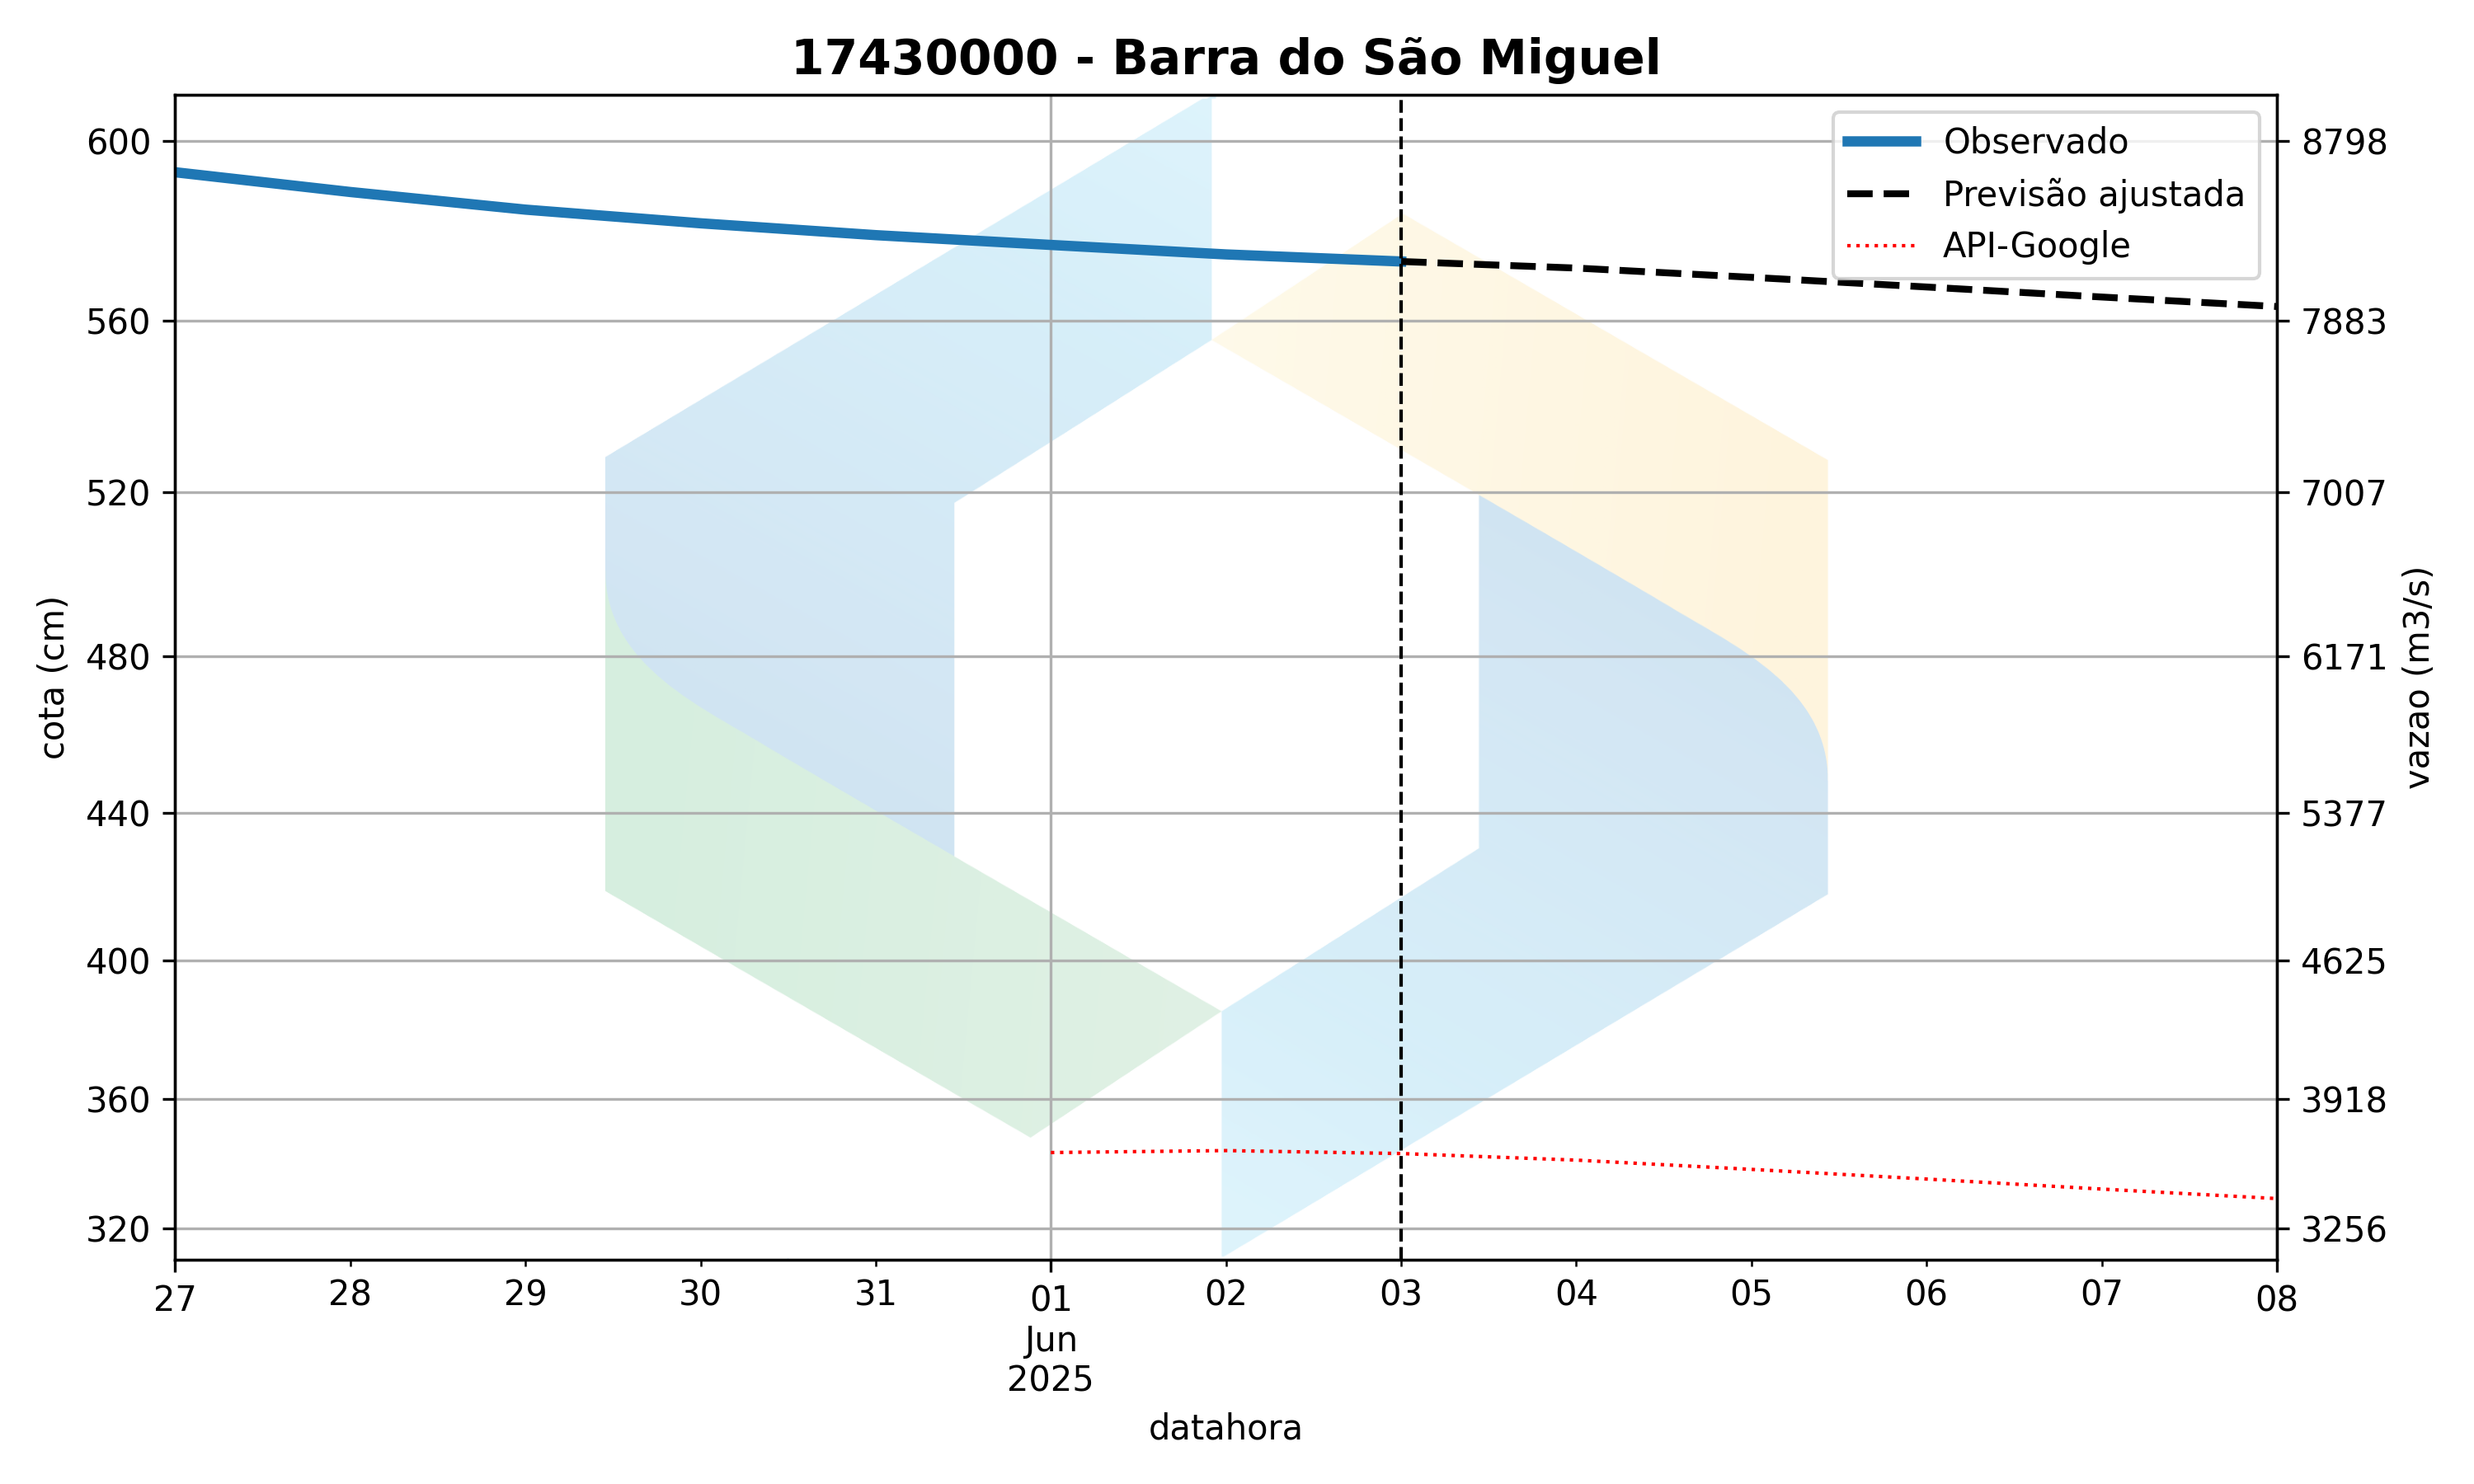 17430000 - Barra do São Miguel
Observado
Previsão ajustada
API-Google
cota (cm)
600
560
520
480
440
400
360
320
vazao (m3/s)
8798
7883
7007
6171
5377
4625
3918
3256
27 28 29 30 31 01 02 03 04 05 06 07 08
Jun
2025
datahora